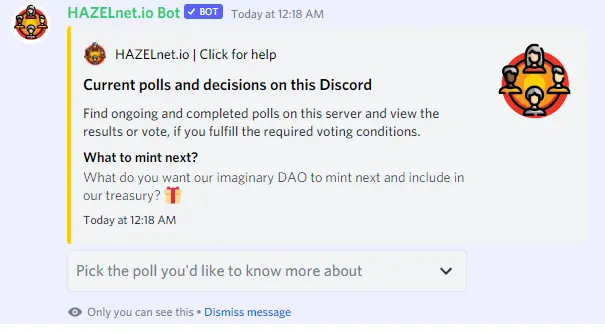 HAZELnet.io Bot ✓ BOT Today at 12:18 AM
HAZELnet.io | Click for help
Current polls and decisions on this Discord
Find ongoing and completed polls on this server and view the
results or vote, if you fulfill the required voting conditions.
What to mint next?
What do you want our imaginary DAO to mint next and include in
our treasury? 🎁
Today at 12:18 AM
Pick the poll you'd like to know more about
Only you can see this • Dismiss message